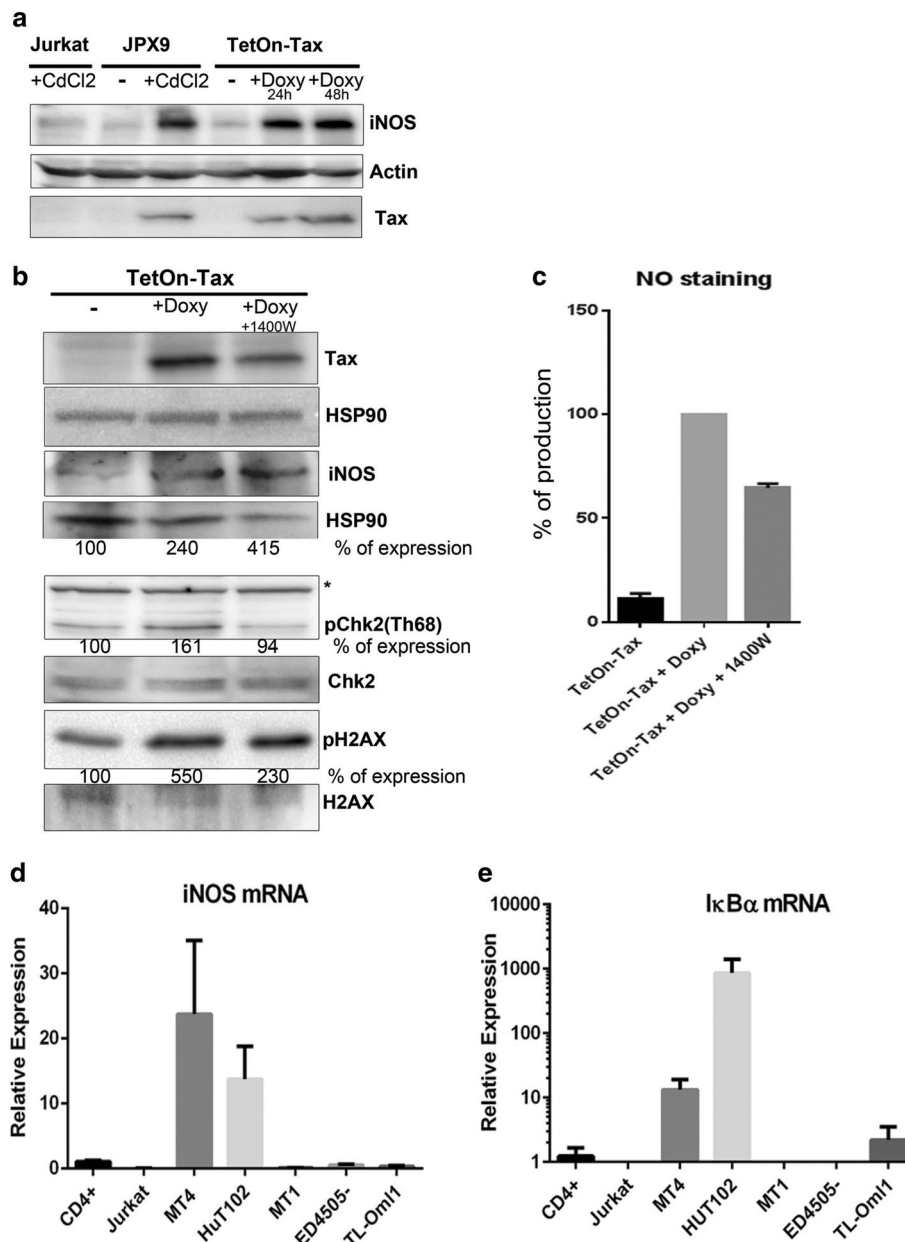 a
Jurkat JPX9 TetOn-Tax
+CdCl2 - +CdCl2 - +Doxy 24h +Doxy 48h
iNOS
Actin
Tax
b
TetOn-Tax
- +Doxy +Doxy +1400W
Tax
HSP90
iNOS
HSP90
100 240 415 % of expression
*
pChk2(Th68)
100 161 94 % of expression
Chk2
pH2AX
100 550 230 % of expression
H2AX
c
NO staining
% of production
100
50
0
TetOn-Tax
TetOn-Tax + Doxy
TetOn-Tax + Doxy + 1400W
d
iNOS mRNA
Relative Expression
40
30
20
10
0
CD4+
Jurkat
MT4
HuT102
MT1
ED4505-
TL-Oml1
e
IκBα mRNA
Relative Expression
10000
1000
100
10
1
CD4+
Jurkat
MT4
HUT102
MT1
ED4505-
TL-Oml1